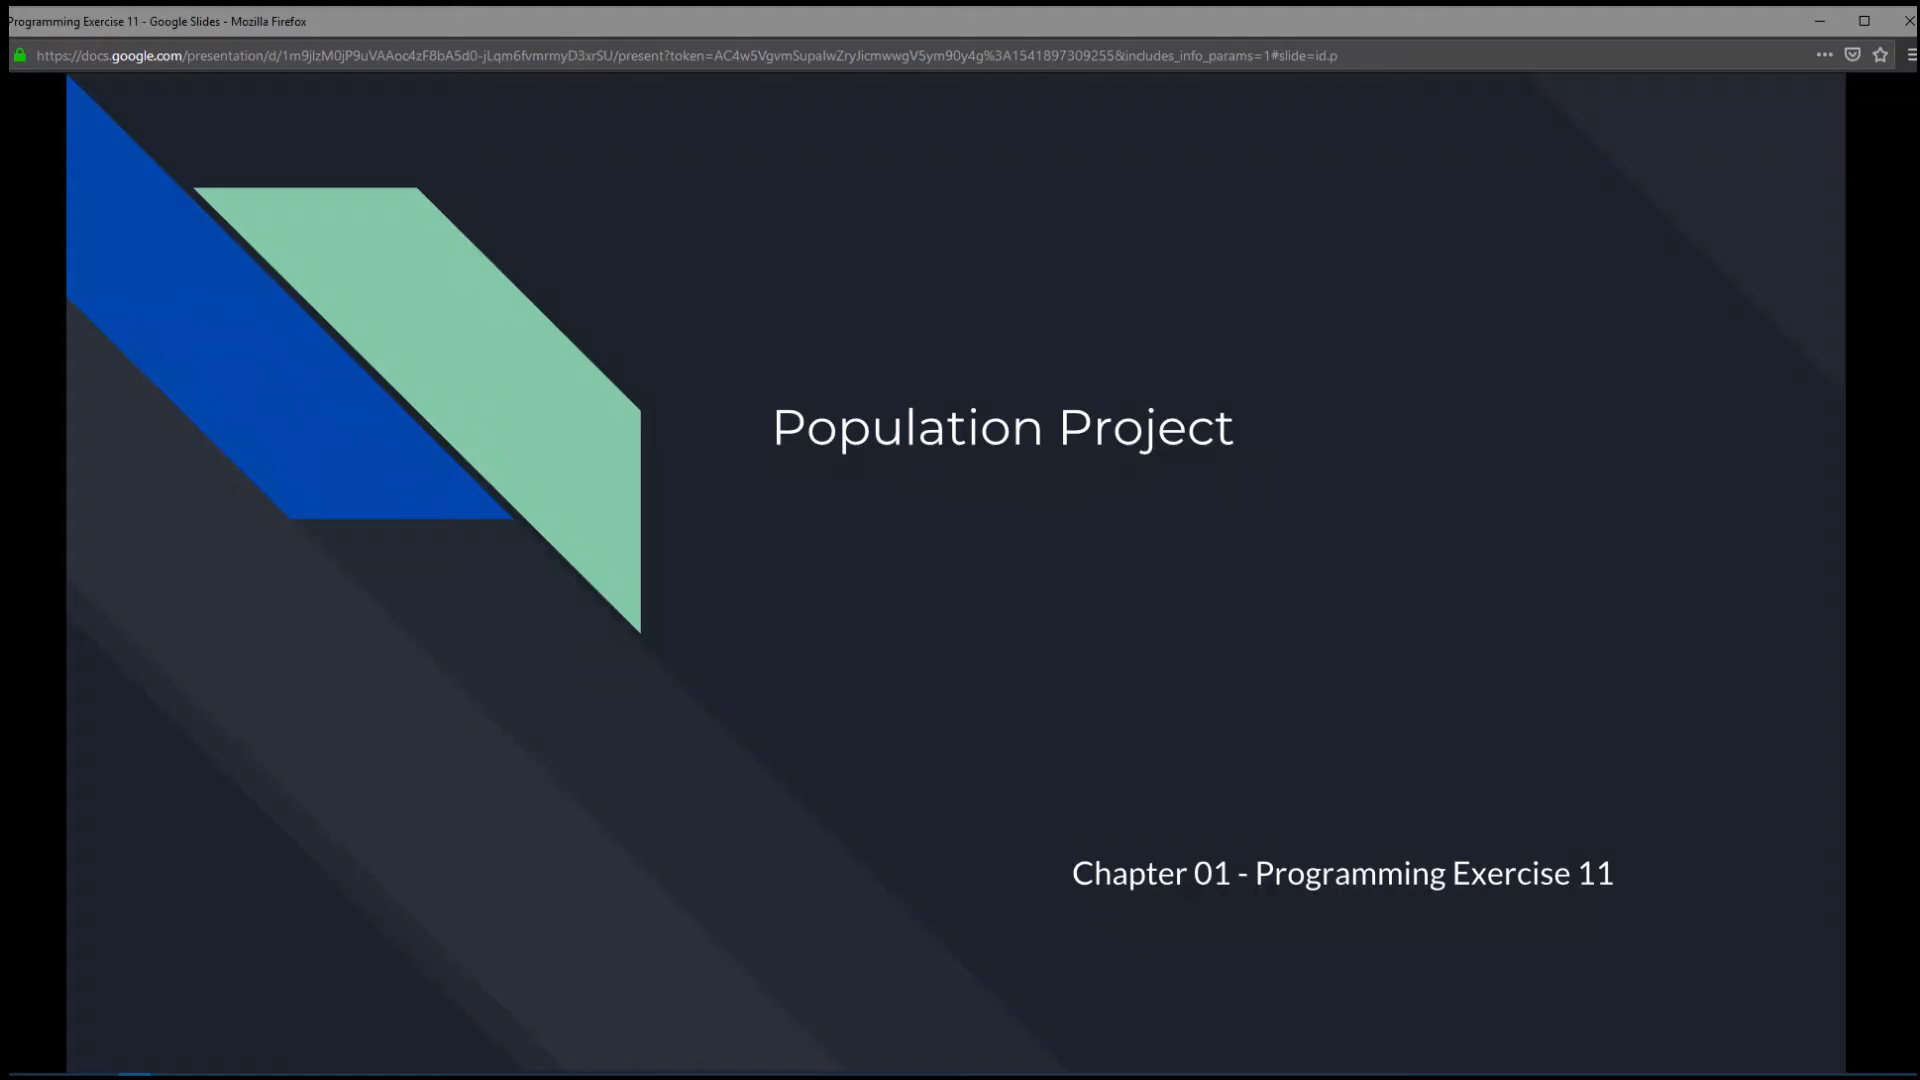 Programming Exercise 11 - Google Slides - Mozilla Firefox
https://docs.google.com/presentation/d/1m9jlzM0jP9uVAAoc4zF8bA5d0-jLqm6fvmrmyD3xrSU/present?token=AC4w5VgvmSupaIwZryJicmwwgV5ym90y4g%3A1541897309255&includes_info_params=1#slide=id.p
Population Project
Chapter 01 - Programming Exercise 11